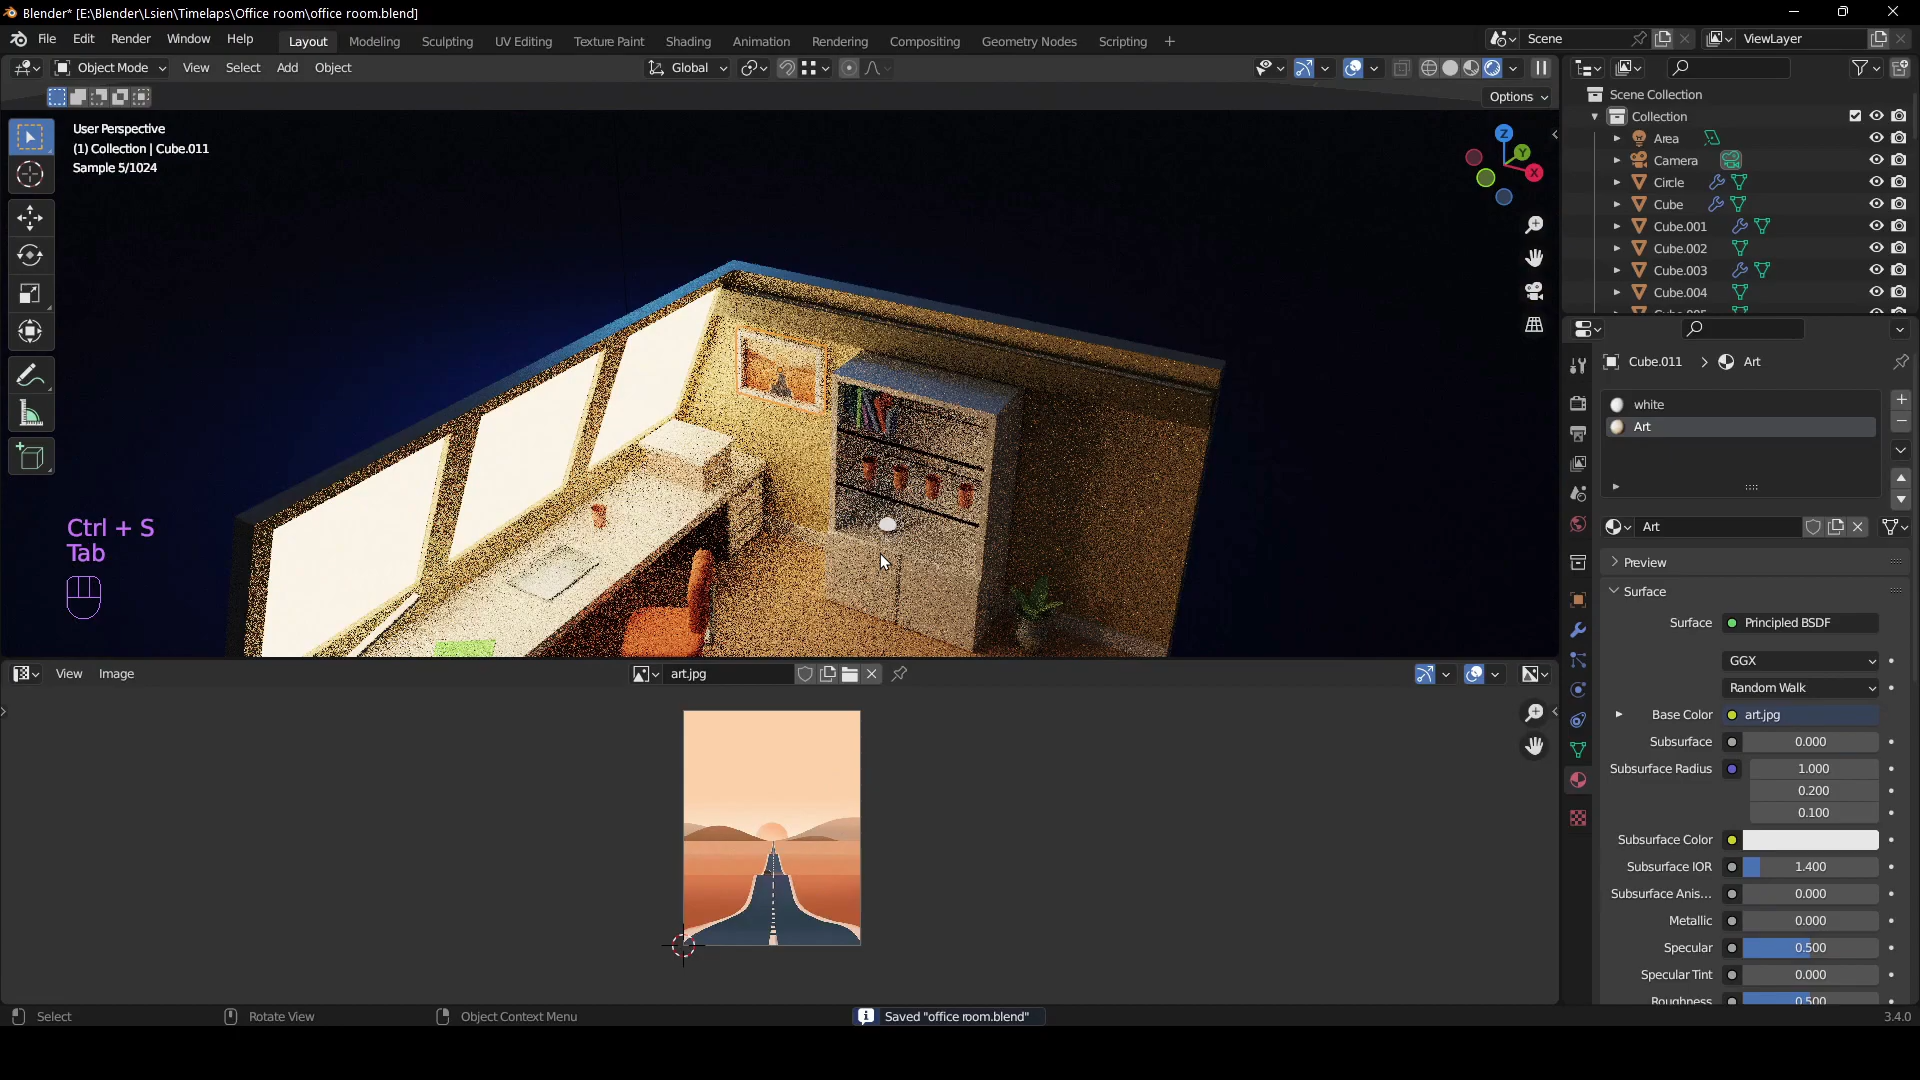 Blender* [E:\Blender\Lsien\Timelaps\Office room\office room.blend]
File Edit Render Window Help Layout Modeling Sculpting UV Editing Texture Paint Shading Animation Rendering Compositing Geometry Nodes Scripting + Scene ViewLayer
Object Mode View Select Add Object Global
Options
User Perspective
(1) Collection | Cube.011
Sample 5/1024
Z
Y
X
Ctrl + S
Tab
Scene Collection
Collection
Area
Camera
Circle
Cube
Cube.001
Cube.002
Cube.003
Cube.004
Cube.011 > Art
white
Art
Art
Preview
Surface
Surface Principled BSDF
GGX
Random Walk
Base Color art.jpg
Subsurface 0.000
Subsurface Radius 1.000
0.200
0.100
Subsurface Color
Subsurface IOR 1.400
Subsurface Anis... 0.000
Metallic 0.000
Specular 0.500
Specular Tint 0.000
Roughness 0.500
View Image art.jpg
Select Rotate View Object Context Menu Saved "office room.blend" 3.4.0